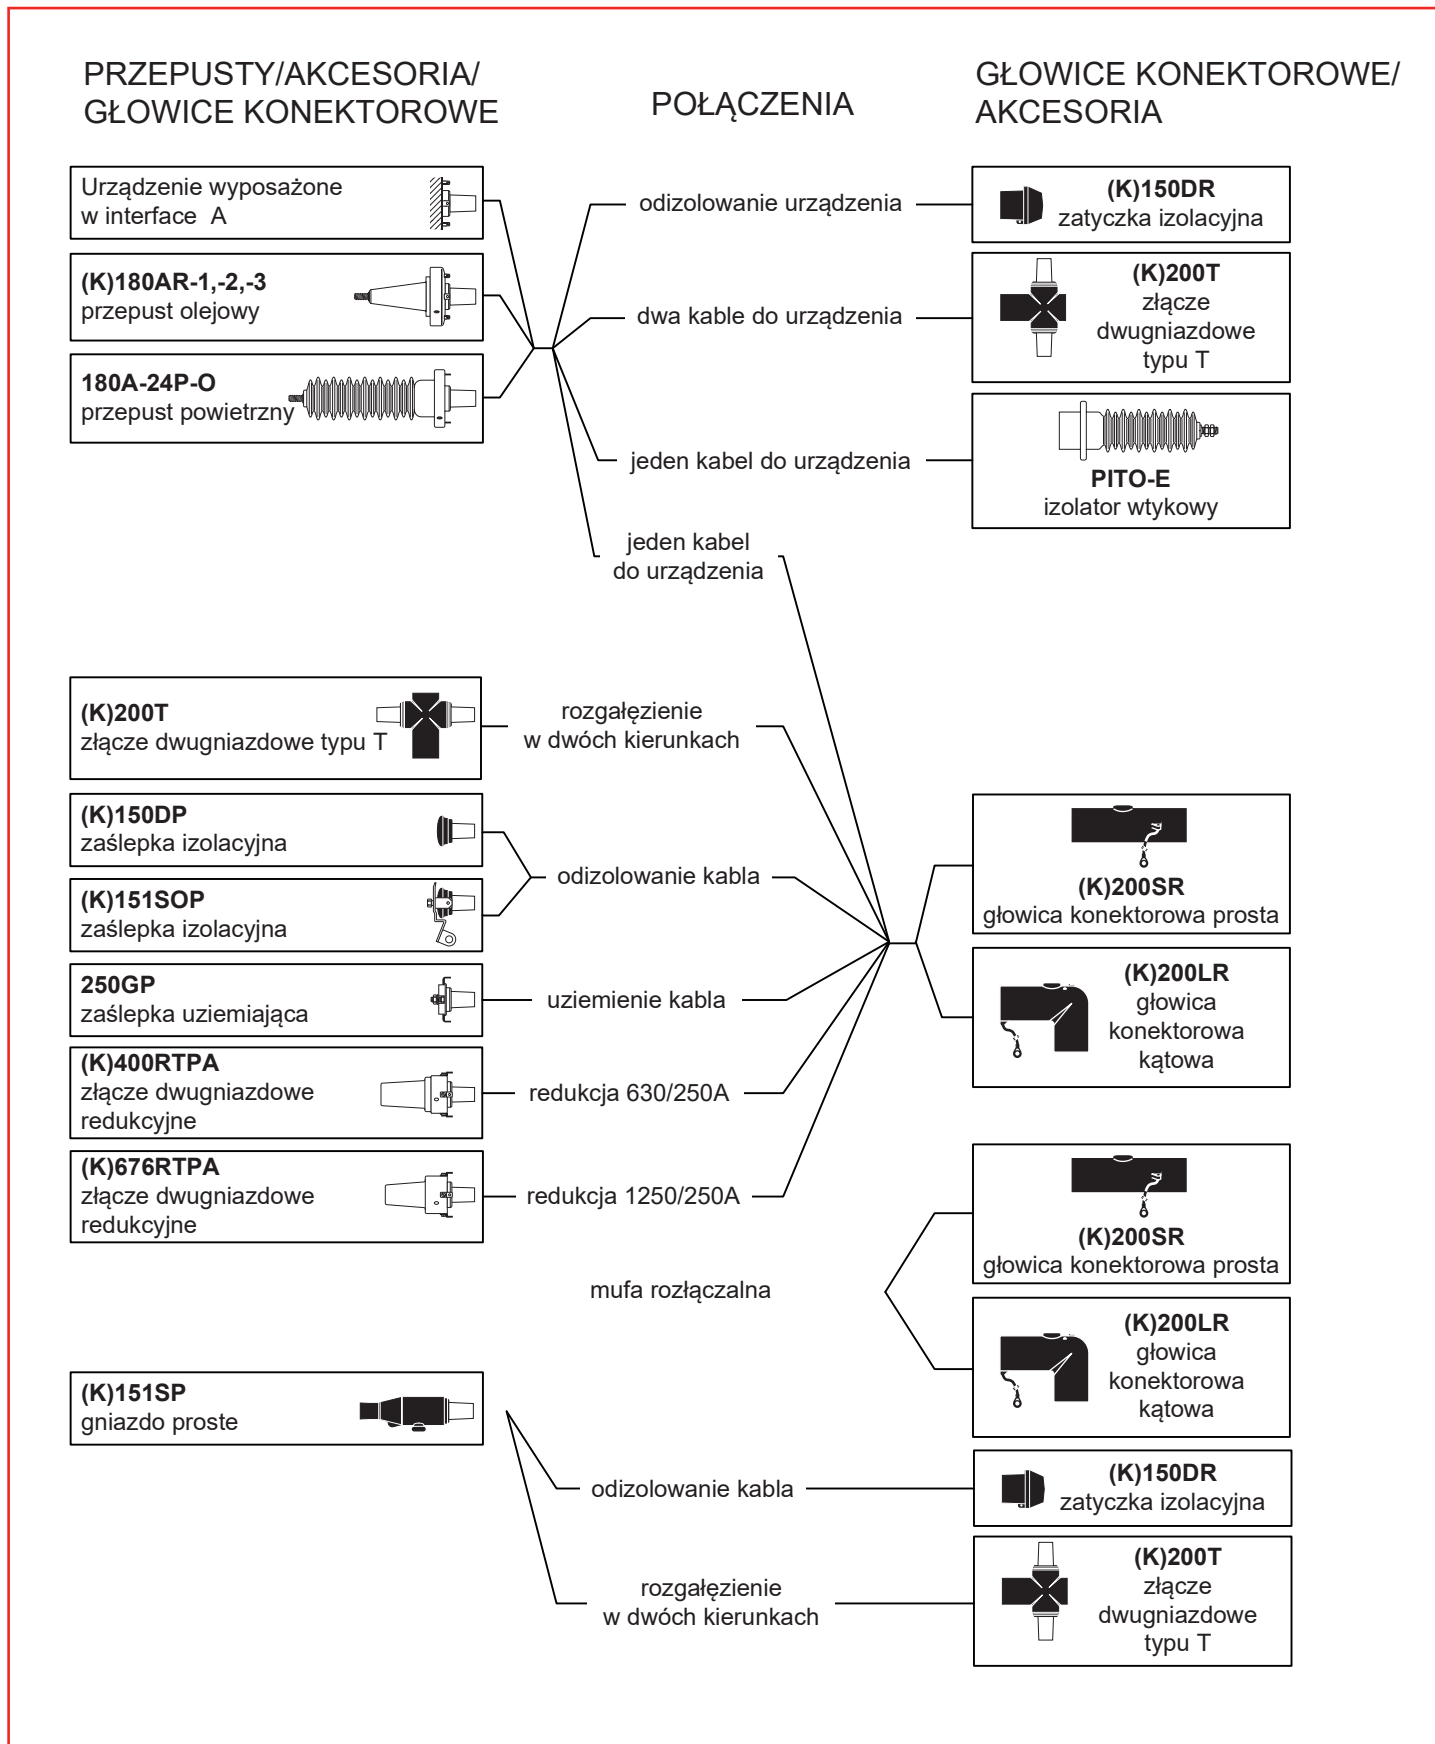 PRZEPUSTY/AKCESORIA/
GŁOWICE KONEKTOROWE
POŁĄCZENIA
GŁOWICE KONEKTOROWE/
AKCESORIA
Urządzenie wyposażone
w interface A
(K)180AR-1,-2,-3
przepust olejowy
180A-24P-O
przepust powietrzny
odizolowanie urządzenia
dwa kable do urządzenia
jeden kabel do urządzenia
jeden kabel
do urządzenia
(K)150DR
zatyczka izolacyjna
(K)200T
złącze
dwugniazdowe
typu T
PITO-E
izolator wtykowy
(K)200T
złącze dwugniazdowe typu T
(K)150DP
zaślepka izolacyjna
(K)151SOP
zaślepka izolacyjna
250GP
zaślepka uziemiająca
(K)400RTPA
złącze dwugniazdowe
redukcyjne
(K)676RTPA
złącze dwugniazdowe
redukcyjne
rozgałęzienie
w dwóch kierunkach
odizolowanie kabla
uziemienie kabla
redukcja 630/250A
redukcja 1250/250A
(K)200SR
głowica konektorowa prosta
(K)200LR
głowica
konektorowa
kątowa
mufa rozłączalna
(K)200SR
głowica konektorowa prosta
(K)200LR
głowica
konektorowa
kątowa
(K)151SP
gniazdo proste
odizolowanie kabla
rozgałęzienie
w dwóch kierunkach
(K)150DR
zatyczka izolacyjna
(K)200T
złącze
dwugniazdowe
typu T